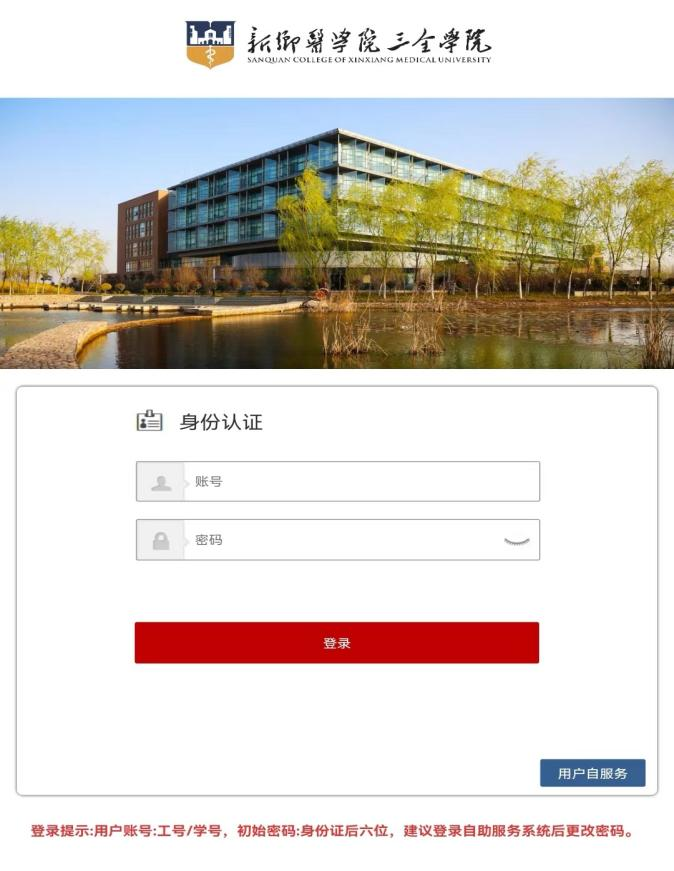 新乡医学院三全学院
SANQUAN COLLEGE OF XINXIANG MEDICAL UNIVERSITY
身份认证
账号
密码
登录
用户自服务
登录提示:用户账号:工号/学号，初始密码:身份证后六位，建议登录自助服务系统后更改密码。